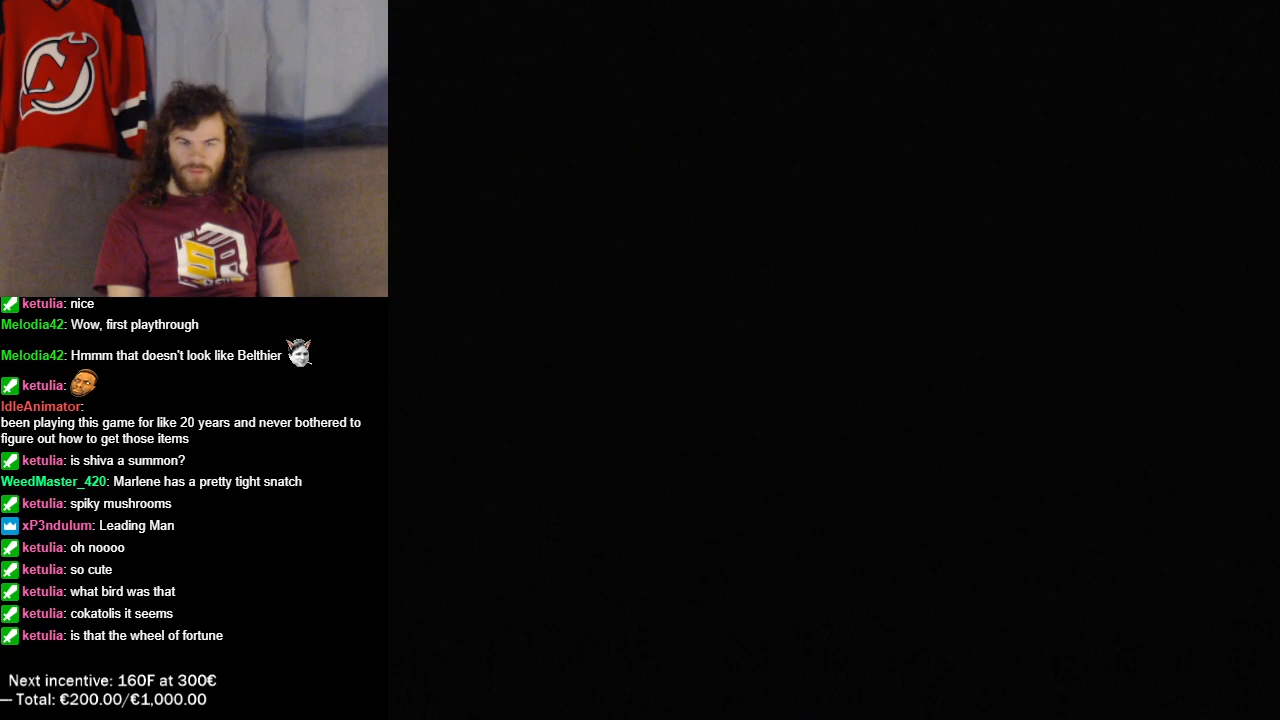 ketulia: nice
Melodia42: Wow, first playthrough
Melodia42: Hmmm that doesn't look like Belthier
ketulia:
IdleAnimator:
been playing this game for like 20 years and never bothered to
figure out how to get those items
ketulia: is shiva a summon?
WeedMaster_420: Marlene has a pretty tight snatch
ketulia: spiky mushrooms
xP3ndulum: Leading Man
ketulia: oh noooo
ketulia: so cute
ketulia: what bird was that
ketulia: cokatolis it seems
ketulia: is that the wheel of fortune
Next incentive: 160F at 300€
— Total: €200.00/€1,000.00